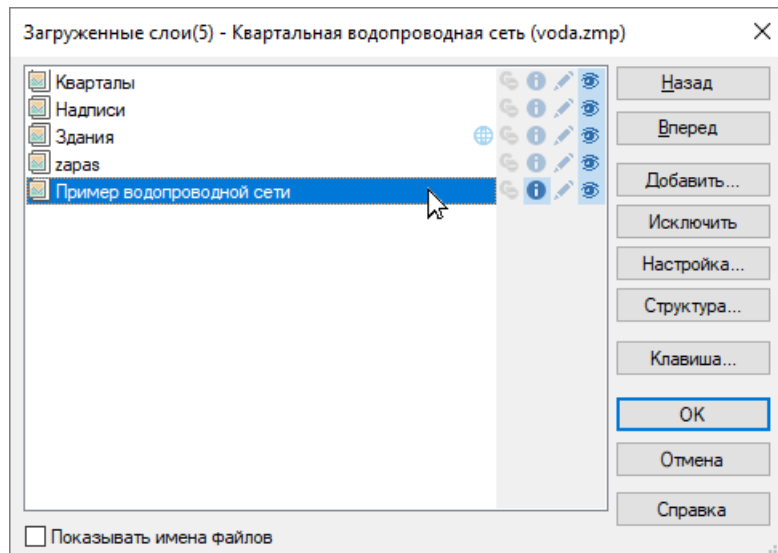 Загруженные слои(5) - Квартальная водопроводная сеть (voda.zmp)
Кварталы
Надписи
Здания
zapas
Пример водопроводной сети
Назад
Вперед
Добавить...
Исключить
Настройка...
Структура...
Клавиша...
OK
Отмена
Справка
Показывать имена файлов